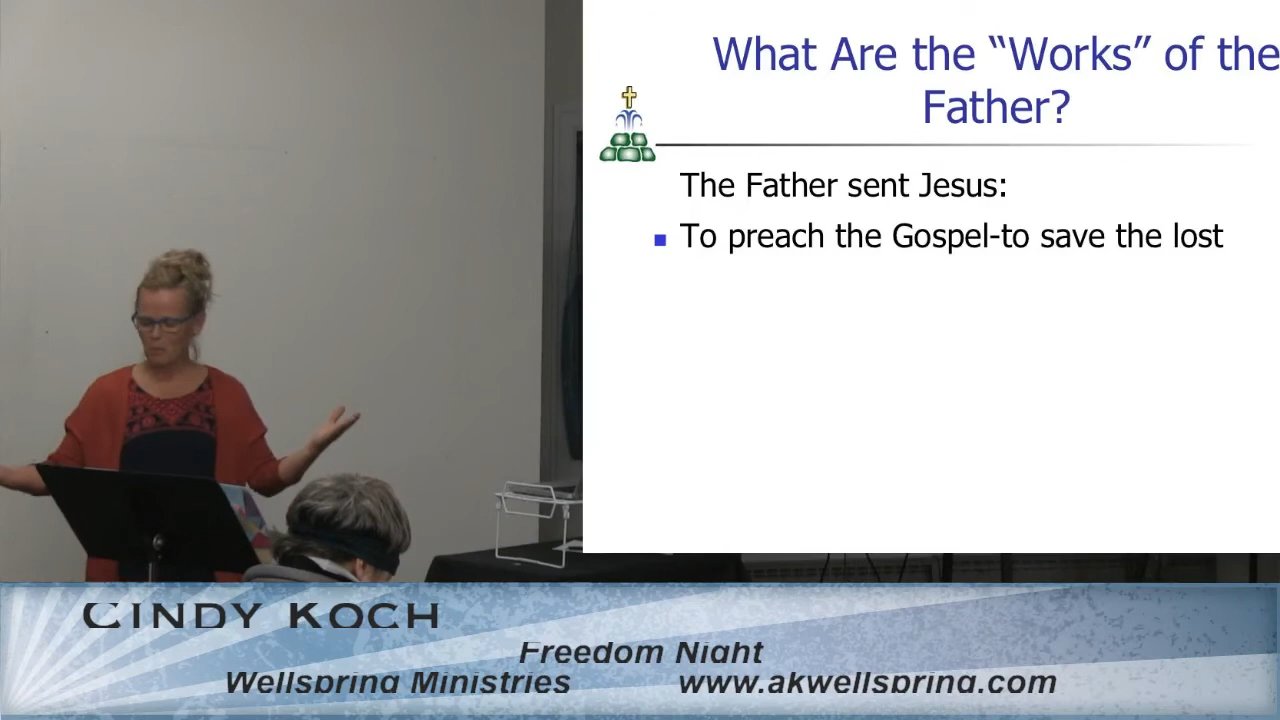 What Are the “Works” of the
Father?
The Father sent Jesus:
▪ To preach the Gospel-to save the lost
CINDY KOCH
Freedom Night
Wellspring Ministries www.akwellspring.com